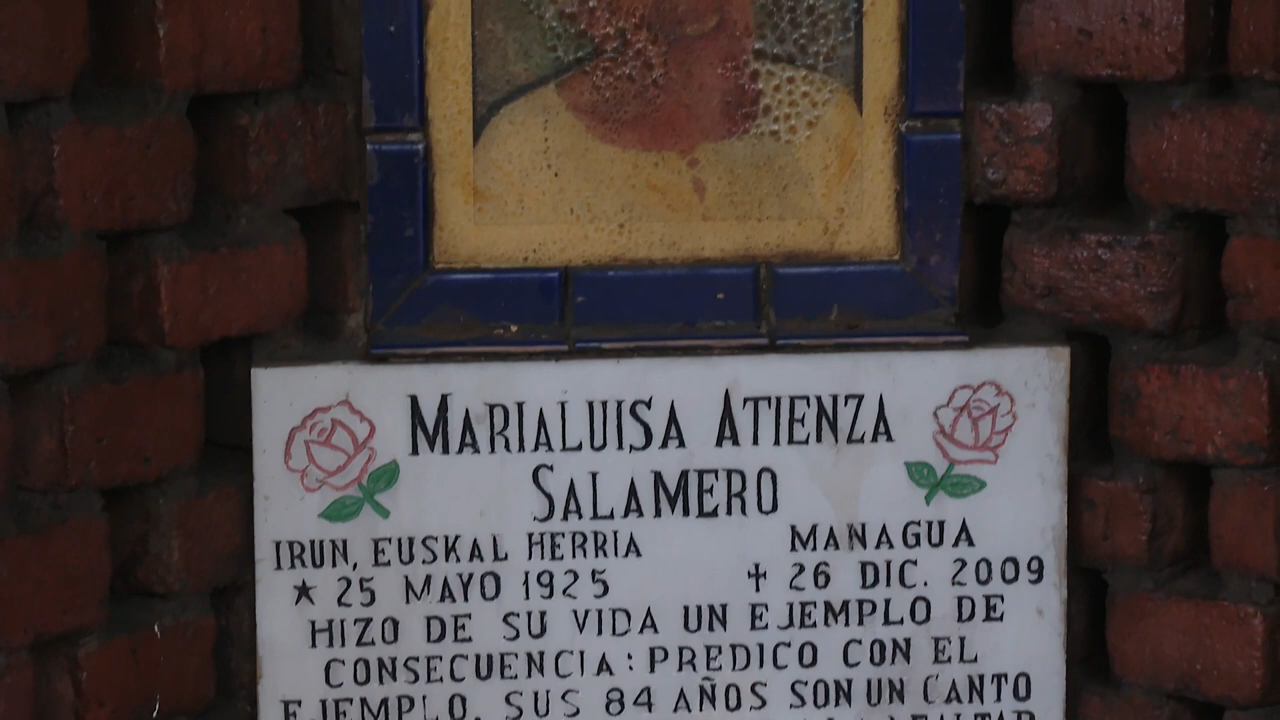 MARIALUISA ATIENZA
SALAMERO
IRUN, EUSKAL HERRIA MANAGUA
★ 25 MAYO 1925 ✝ 26 DIC. 2009
HIZO DE SU VIDA UN EJEMPLO DE
CONSECUENCIA: PREDICO CON EL
EJEMPLO. SUS 84 AÑOS SON UN CANTO